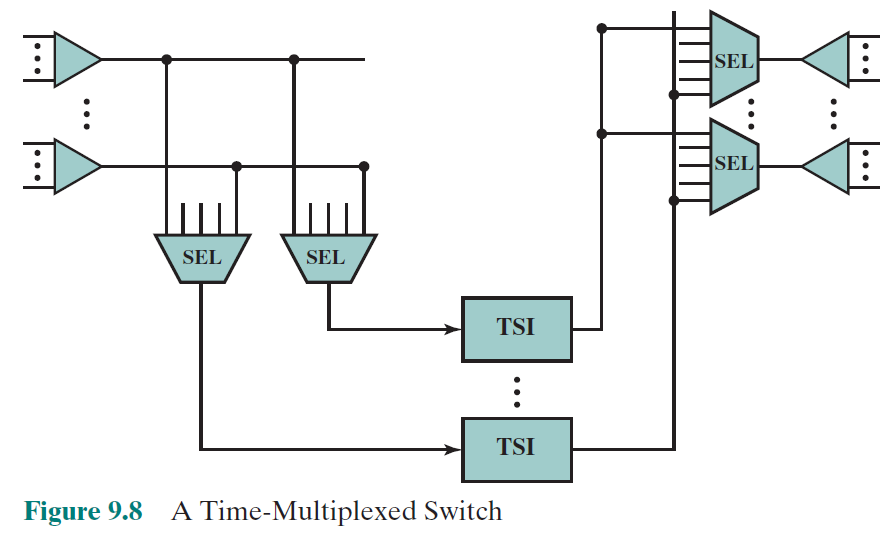 SEL
SEL
SEL
SEL
TSI
TSI
Figure 9.8 A Time-Multiplexed Switch